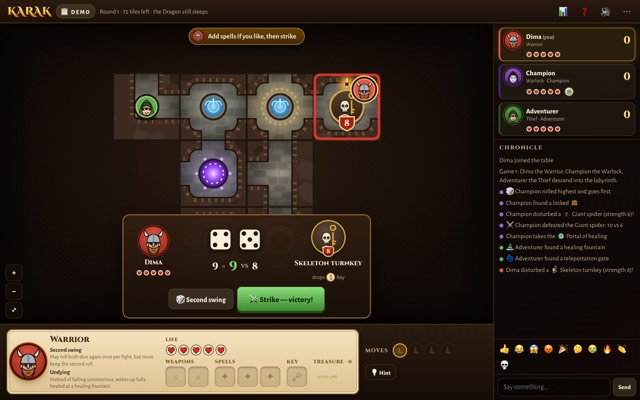 KARAK
DEMO
Round 1 · 72 tiles left · the Dragon still sleeps
Add spells if you like, then strike
8
DIMA
9 = 9 VS 8
8
SKELETON TURNKEY
drops 1 Key
Second swing
Strike — victory!
+
−
WARRIOR
Second swing
May roll both dice again once per fight, but must keep the second roll.
Undying
Instead of falling unconscious, wakes up fully healed at a healing fountain.
LIFE
WEAPONS
SPELLS
KEY
TREASURE · 0
none yet
MOVES
Hint
Dima (you)
Warrior
0
Champion
Warlock · Champion
0
Adventurer
Thief · Adventurer
0
CHRONICLE
Dima joined the table
Game 1: Dima the Warrior, Champion the Warlock,
Adventurer the Thief descend into the labyrinth.
Champion rolled highest and goes first
Champion found a locked
Champion disturbed a Giant spider (strength 6)!
Champion defeated the Giant spider: 10 vs 6
Champion takes the Portal of healing
Adventurer found a healing fountain
Adventurer found a teleportation gate
Dima disturbed a Skeleton turnkey (strength 8)!
Say something...
Send